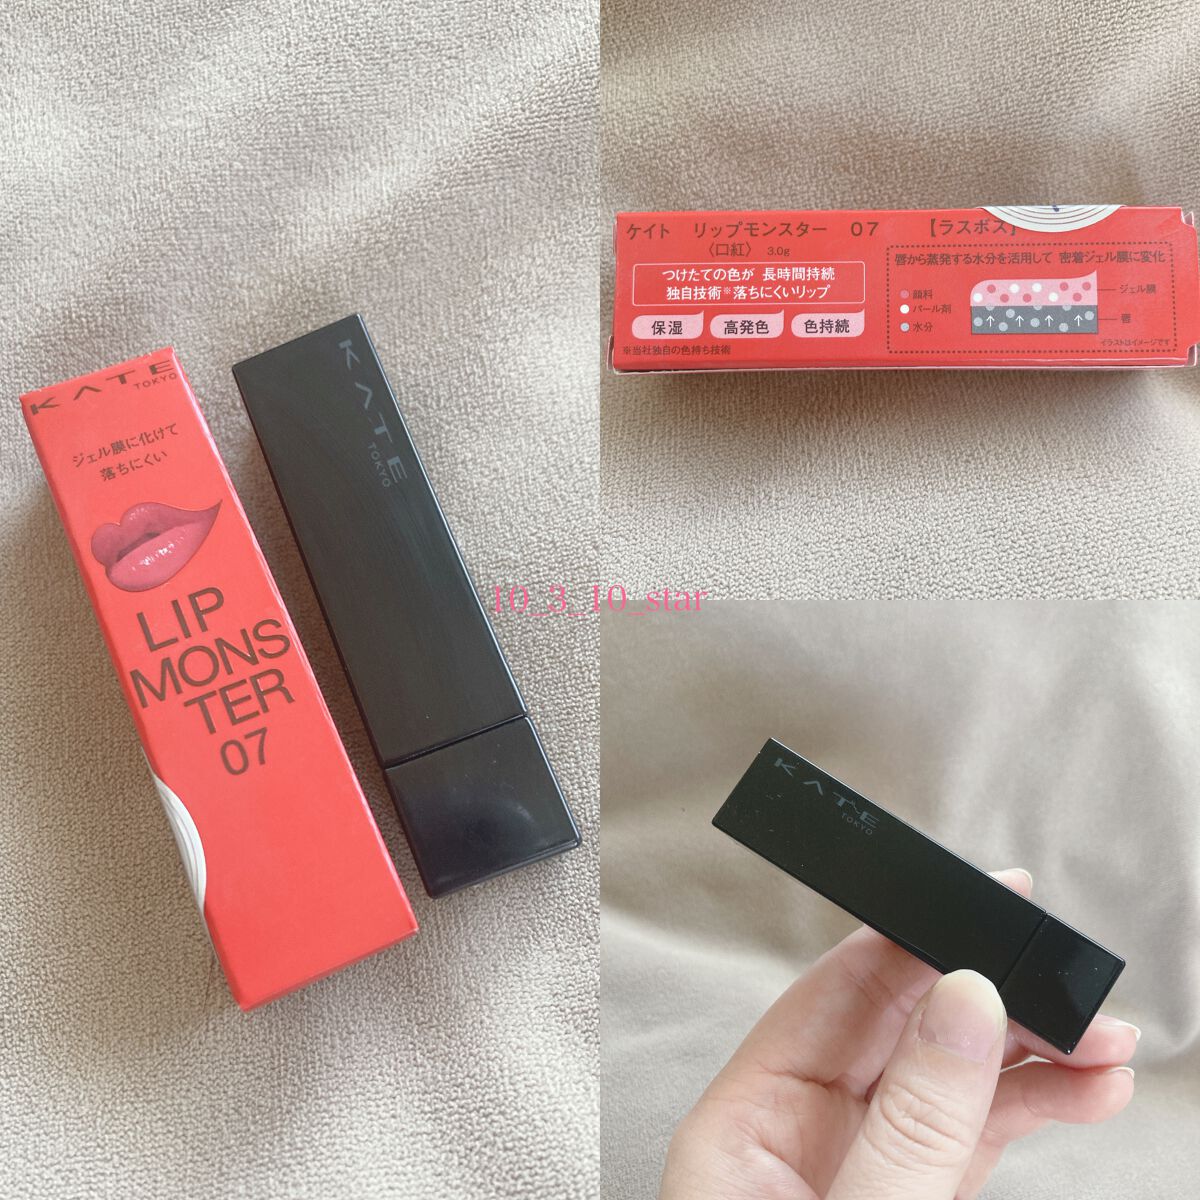 KATE
TOKYO
ジェル膜に化けて
落ちにくい
LIP
MONS
TER
07
KATE
TOKYO
ケイト リップモンスター 07 【ラスボス】
〈口紅〉 3.0g
つけたての色が 長時間持続
独自技術※落ちにくいリップ
保湿 高発色 色持続
※当社独自の色持ち技術
唇から蒸発する水分を活用して 密着ジェル膜に変化
顔料
パール剤
水分
ジェル膜
唇
イラストはイメージです
10_3_10_star
KATE
TOKYO